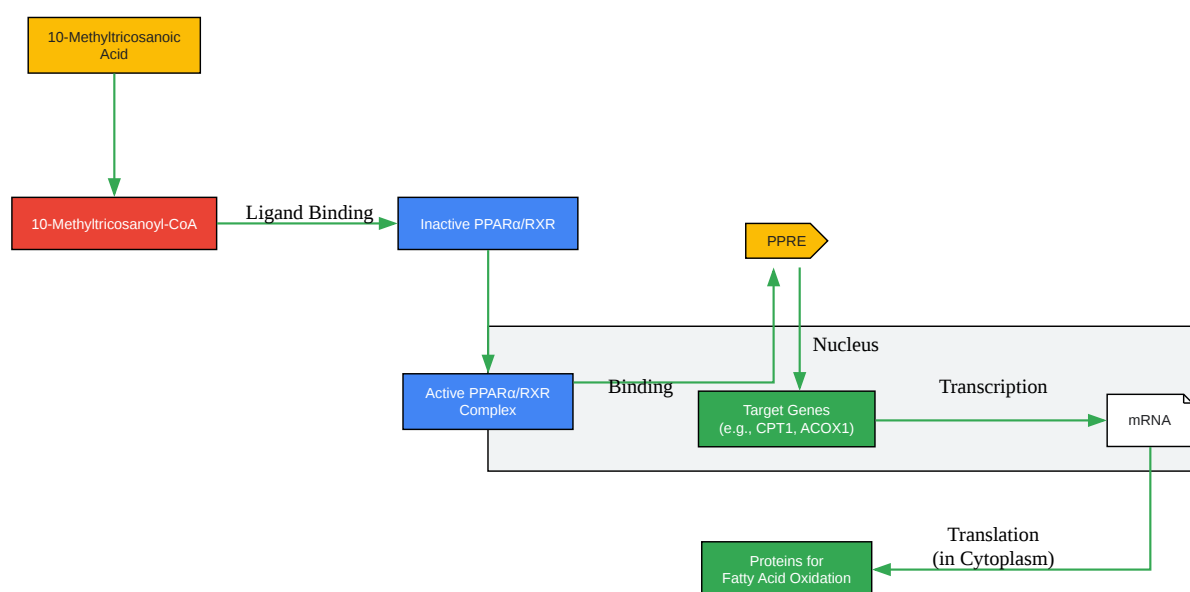 10-Methyltricosanoic
Acid
10-Methyltricosanoyl-CoA
Ligand Binding
Inactive PPARα/RXR
PPRE
Nucleus
Active PPARα/RXR
Complex
Binding
Target Genes
(e.g., CPT1, ACOX1)
Transcription
mRNA
Translation
(in Cytoplasm)
Proteins for
Fatty Acid Oxidation